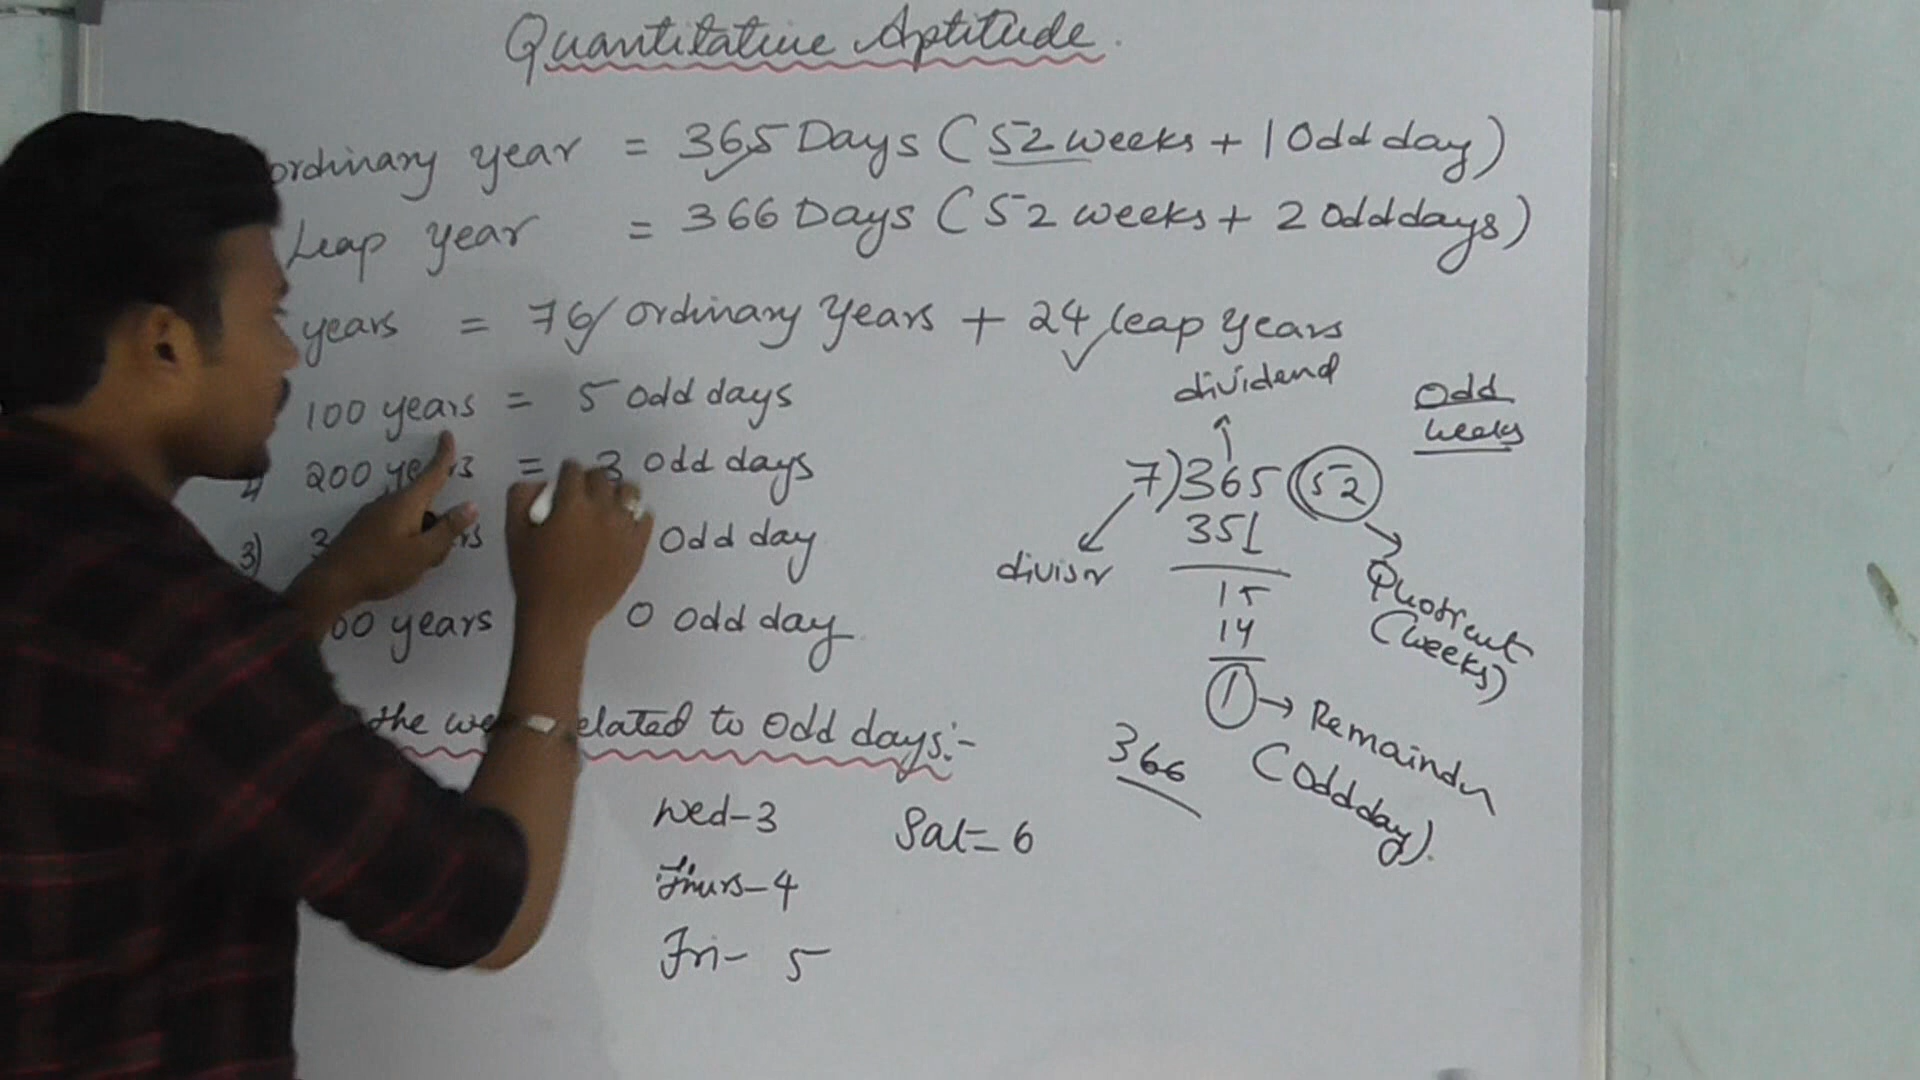 Quantitative Aptitude.
ordinary year = 365 Days (52 weeks + 1 Odd day)
Leap year = 366 Days (52 weeks + 2 Odd days)
years = 76 ordinary years + 24 leap years
100 years = 5 Odd days
200 years = 3 Odd days
3) 3 Odd day
00 years 0 Odd day
the we elated to Odd days:-
Wed-3
Thurs-4
Fri- 5
Sat= 6
dividend
Odd
weeks
7)365(52
351
divisor
15
14
1 → Remainder
(Odd day).
Quotient
(weeks)
366